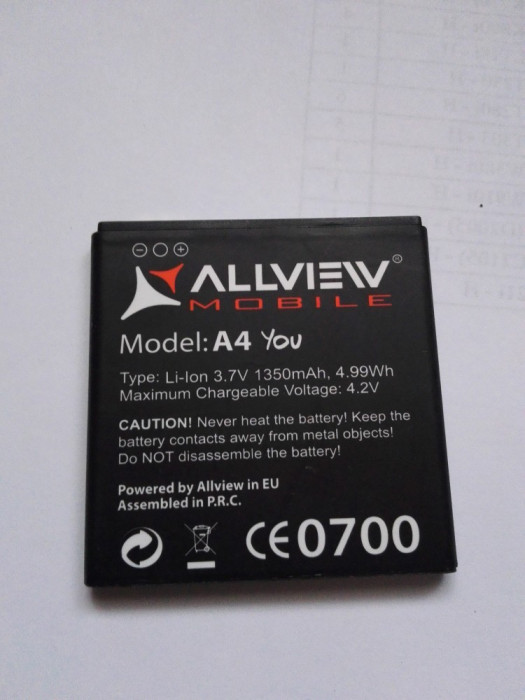 ALLVIEW®
MOBILE
Model: A4 You
Type: Li-Ion 3.7V 1350mAh, 4.99Wh
Maximum Chargeable Voltage: 4.2V
CAUTION! Never heat the battery! Keep the
battery contacts away from metal objects!
Do NOT disassemble the battery!
Powered by Allview in EU
Assembled in P.R.C.
CE0700